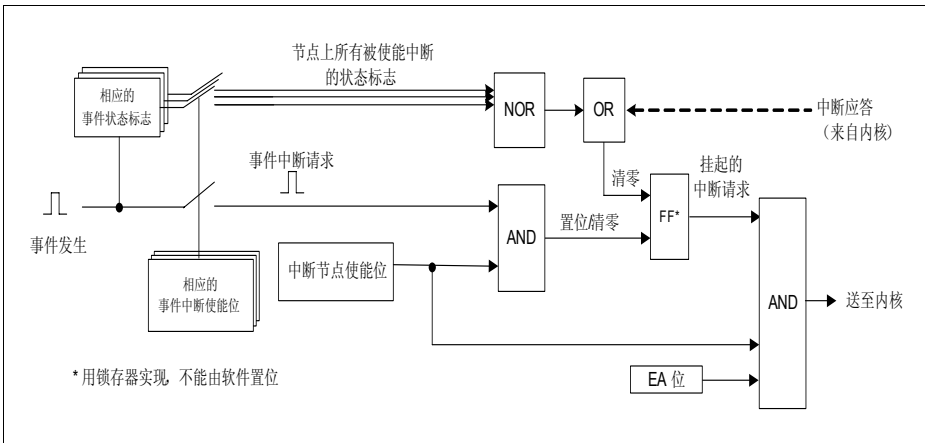 节点上所有被使能中断
的状态标志
相应的
事件状态标志
NOR
OR
中断应答
(来自内核)
事件中断请求
清零
挂起的
中断请求
FF*
事件发生
AND
置位/清零
中断节点使能位
相应的
事件中断使能位
AND
送至内核
* 用锁存器实现, 不能由软件置位
EA 位